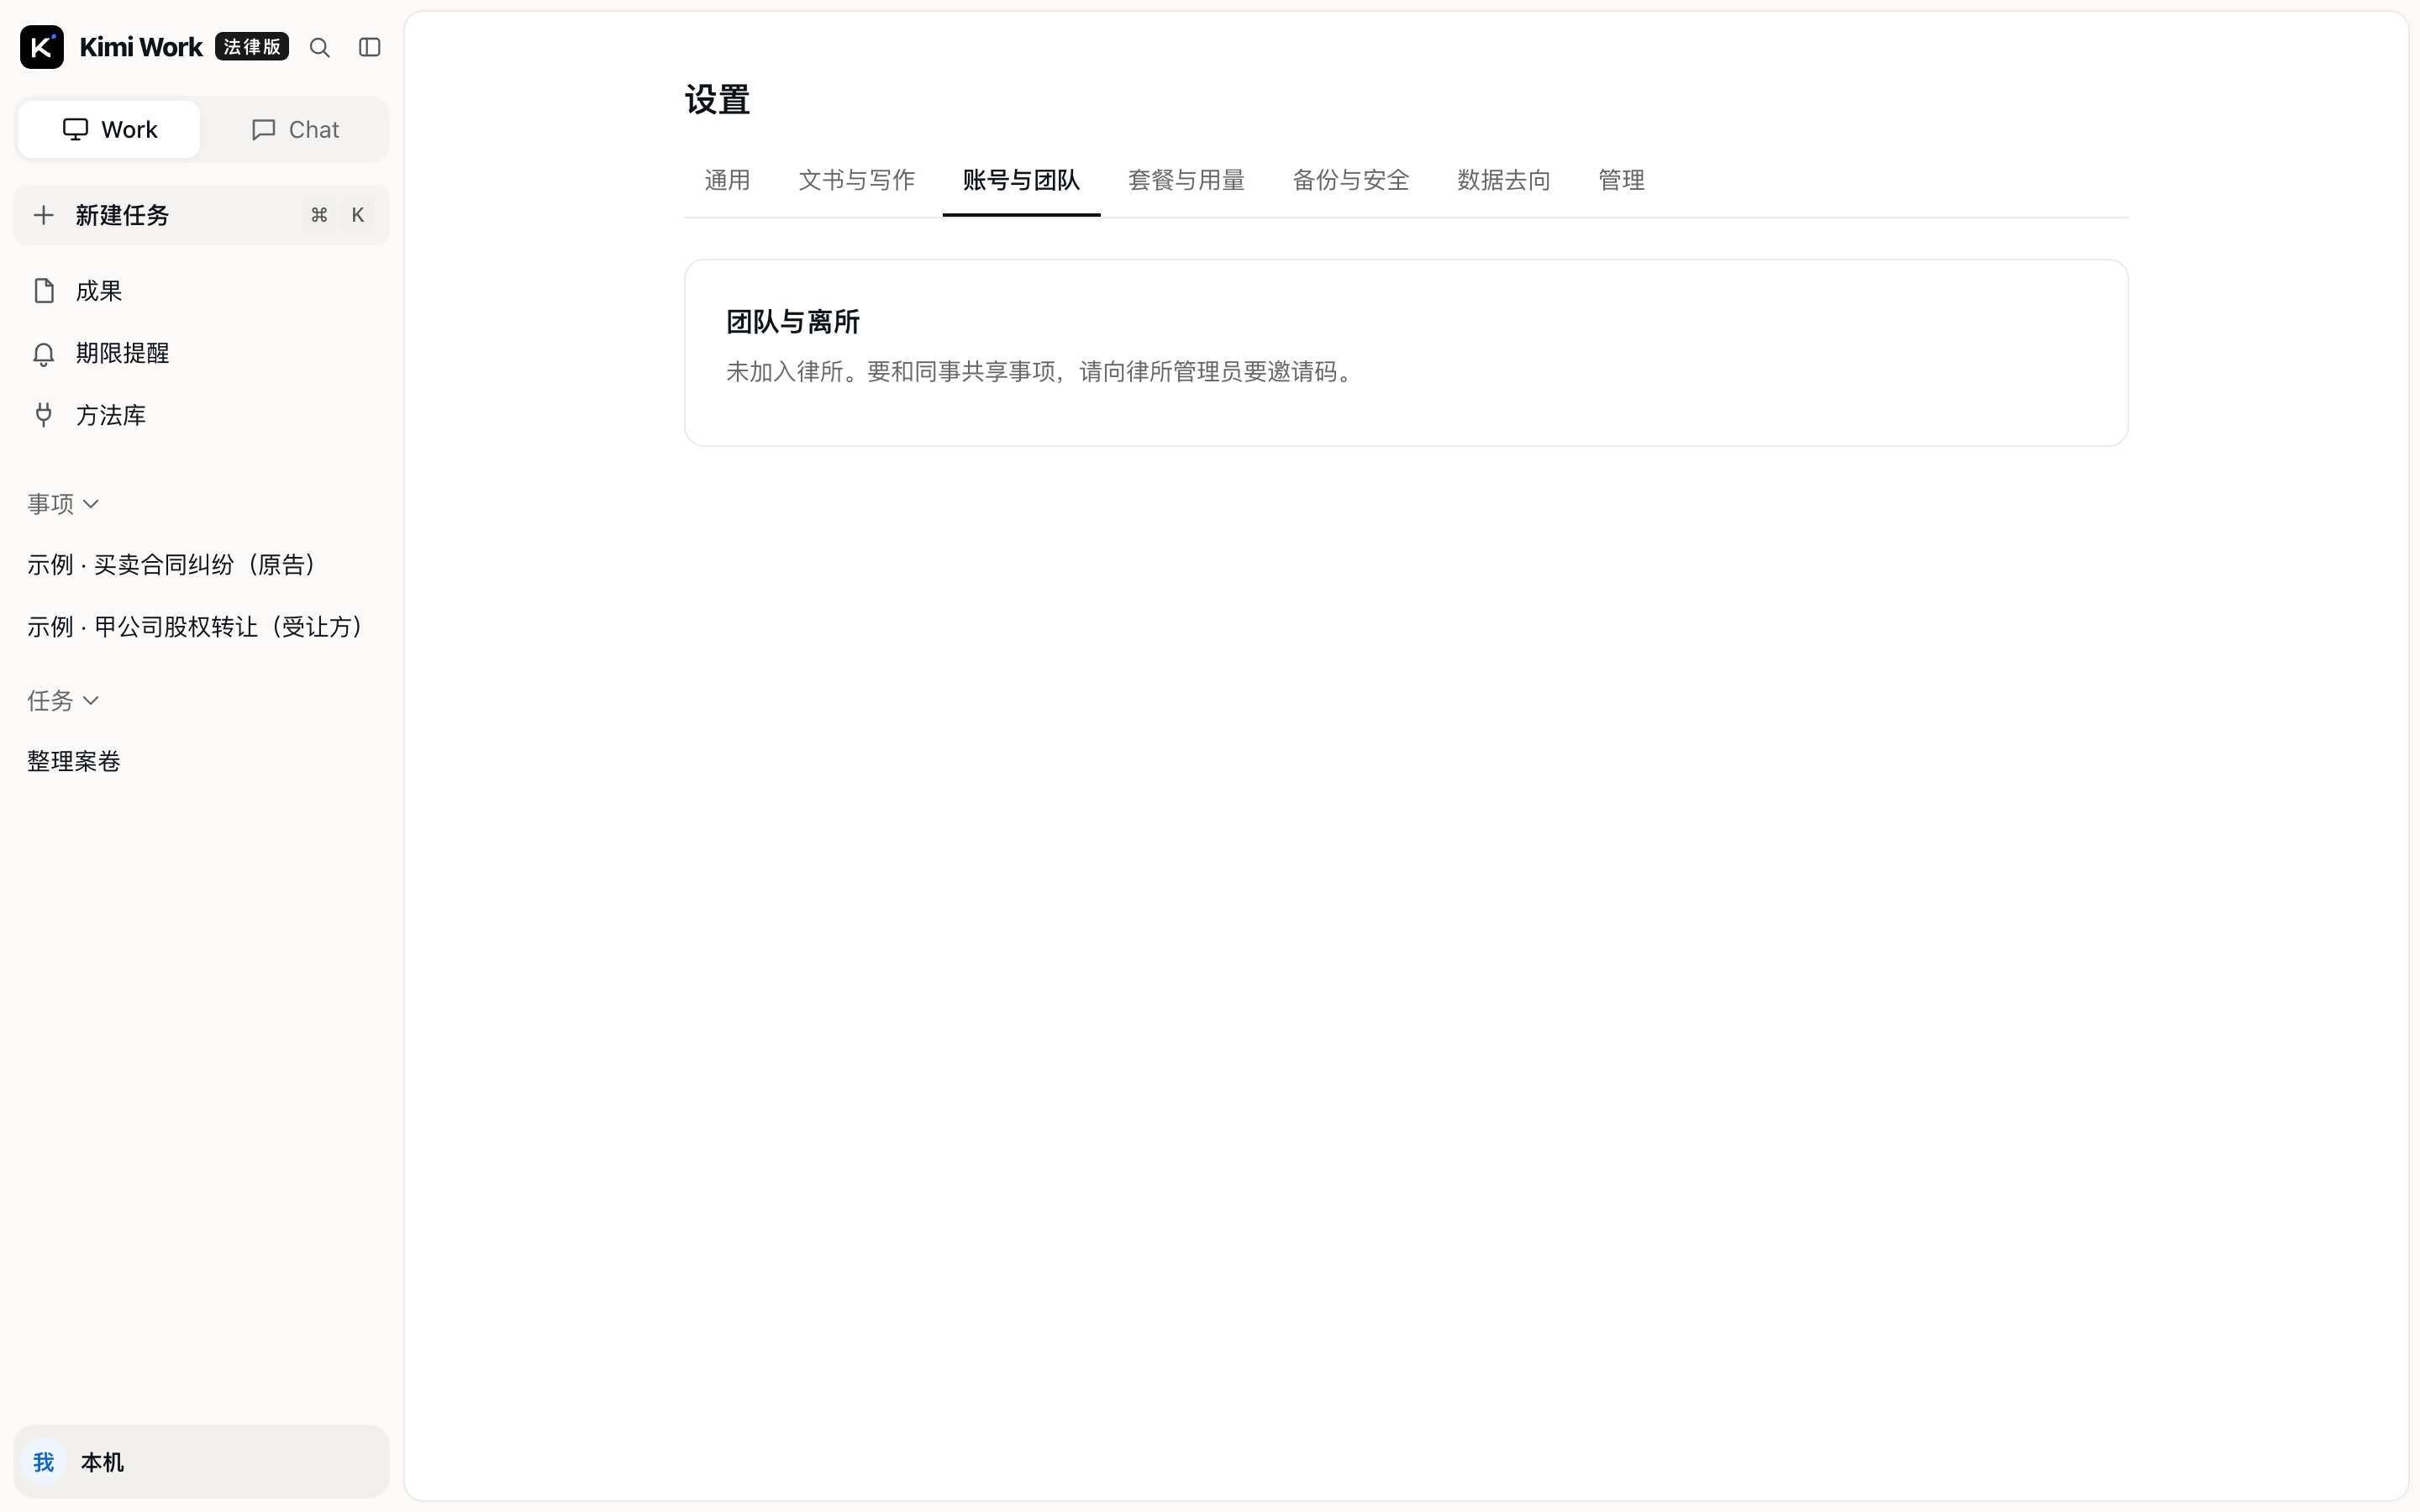 Kimi Work 法律版
Work Chat
新建任务 ⌘ K
成果
期限提醒
方法库
事项
示例 · 买卖合同纠纷（原告）
示例 · 甲公司股权转让（受让方）
任务
整理案卷
我 本机
设置
通用 文书与写作 账号与团队 套餐与用量 备份与安全 数据去向 管理
团队与离所
未加入律所。要和同事共享事项，请向律所管理员要邀请码。